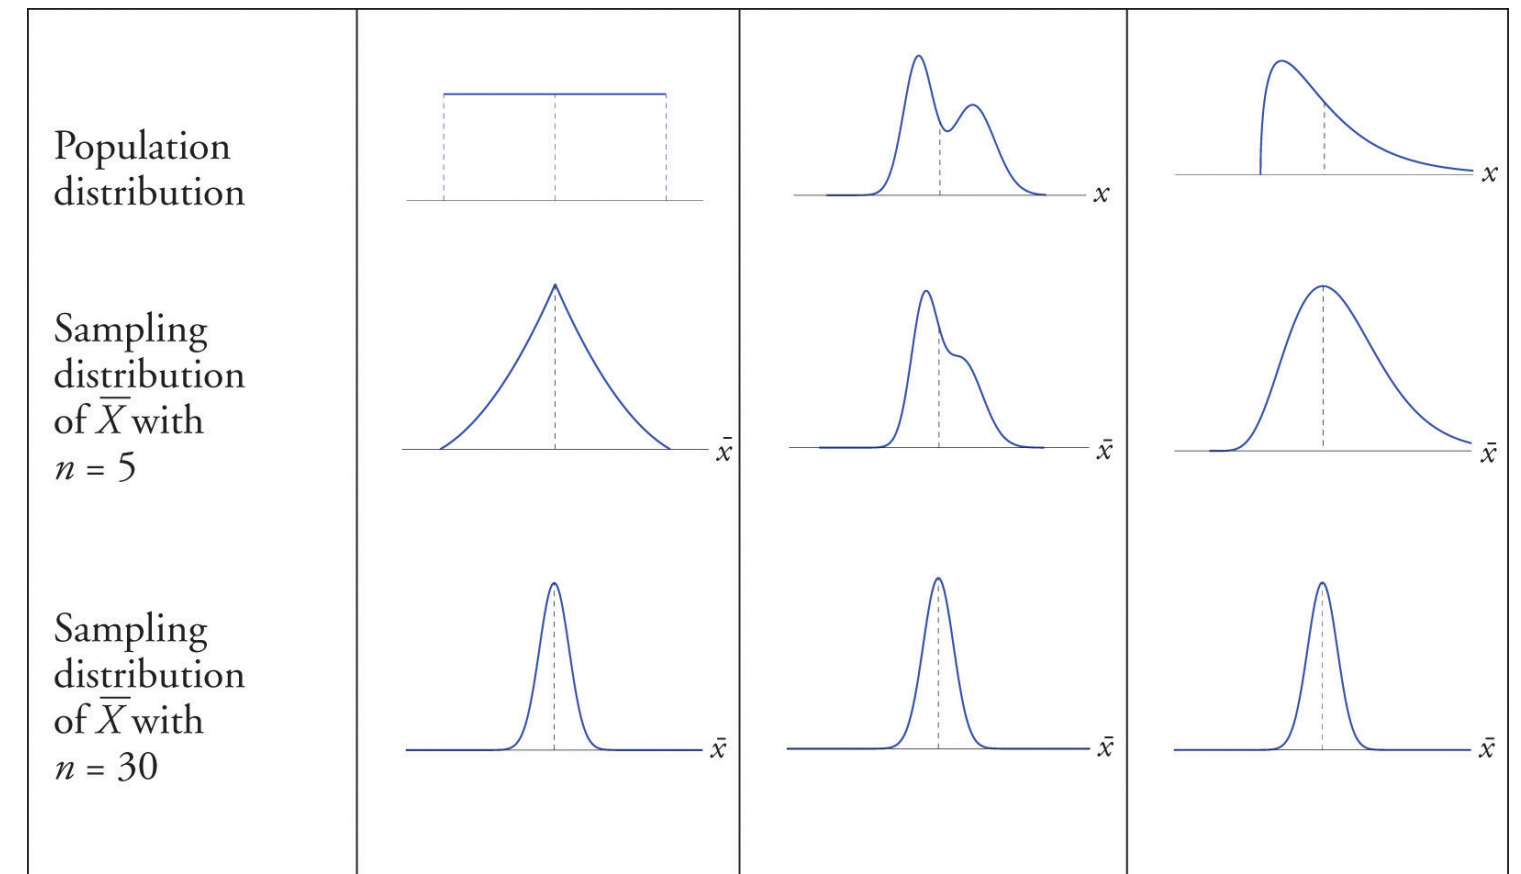 Population
distribution
x
x
Sampling
distribution
of X̅ with
n = 5
x̄
x̄
x̄
Sampling
distribution
of X̅ with
n = 30
x̄
x̄
x̄